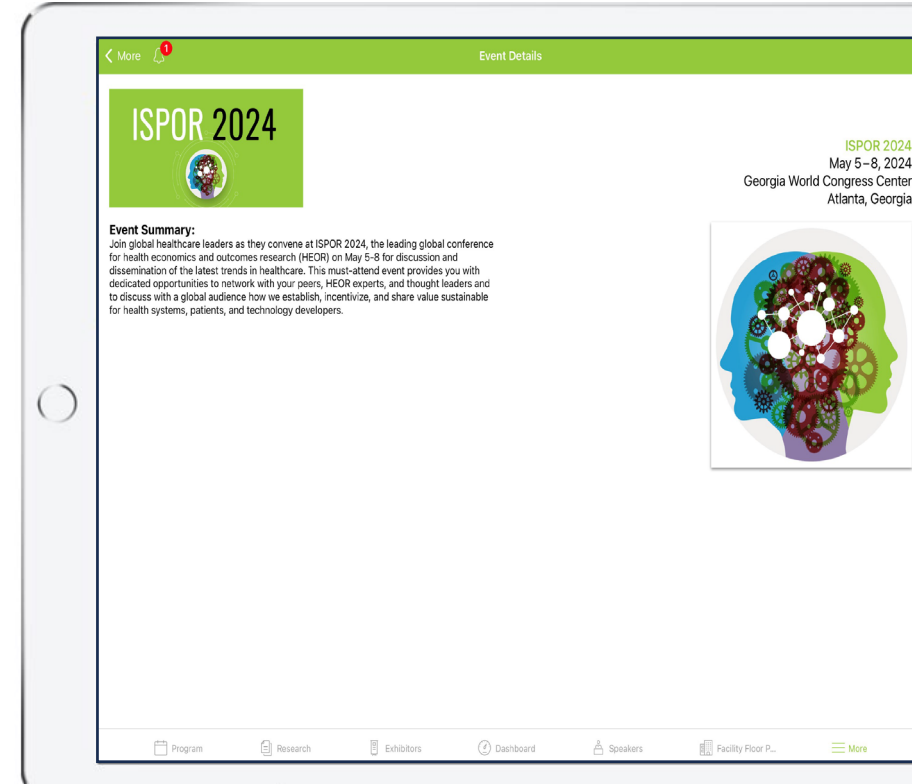 More
1
Event Details
ISPOR 2024
ISPOR 2024
May 5–8, 2024
Georgia World Congress Center
Atlanta, Georgia
Event Summary:
Join global healthcare leaders as they convene at ISPOR 2024, the leading global conference
for health economics and outcomes research (HEOR) on May 5-8 for discussion and
dissemination of the latest trends in healthcare. This must-attend event provides you with
dedicated opportunities to network with your peers, HEOR experts, and thought leaders and
to discuss with a global audience how we establish, incentivize, and share value sustainable
for health systems, patients, and technology developers.
Program
Research
Exhibitors
Dashboard
Speakers
Facility Floor P...
More